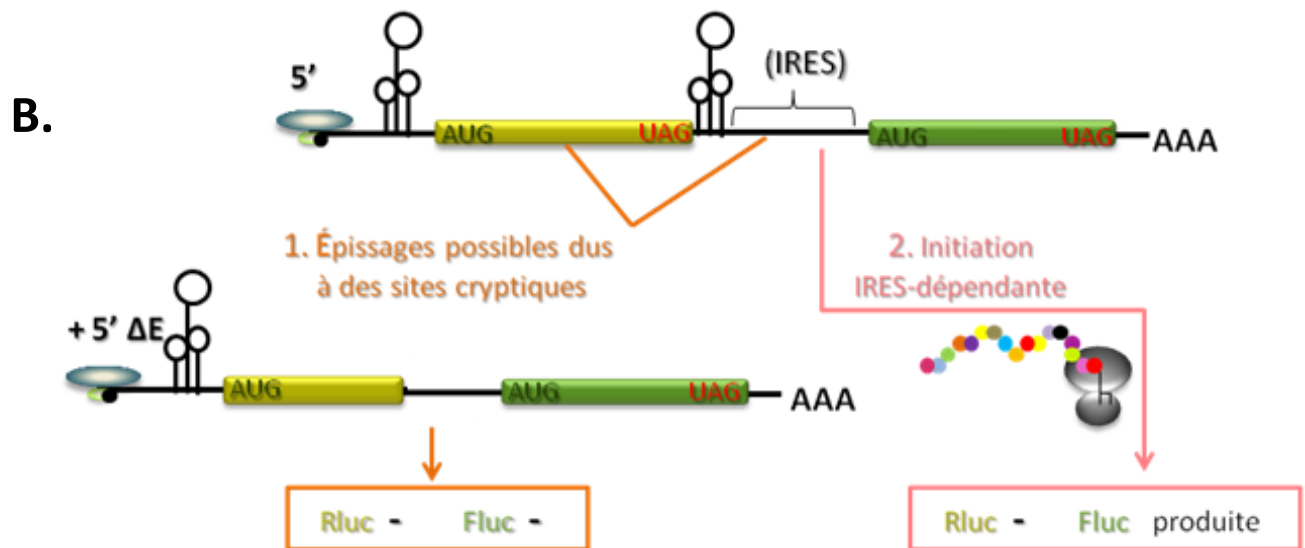 B.
5’
(IRES)
AUG UAG AUG UAG AAA
1. Épissages possibles dus
à des sites cryptiques
2. Initiation
IRES-dépendante
+ 5’ ΔE
AUG AUG UAG AAA
Rluc - Fluc -
Rluc - Fluc produite